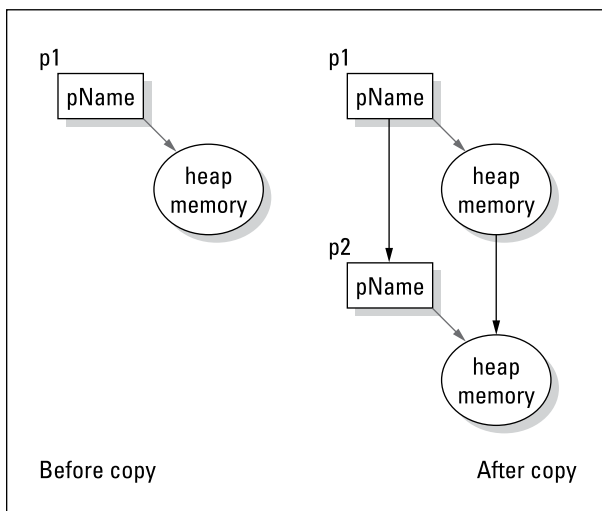 p1
pName
heap
memory
p1
pName
heap
memory
p2
pName
heap
memory
Before copy
After copy